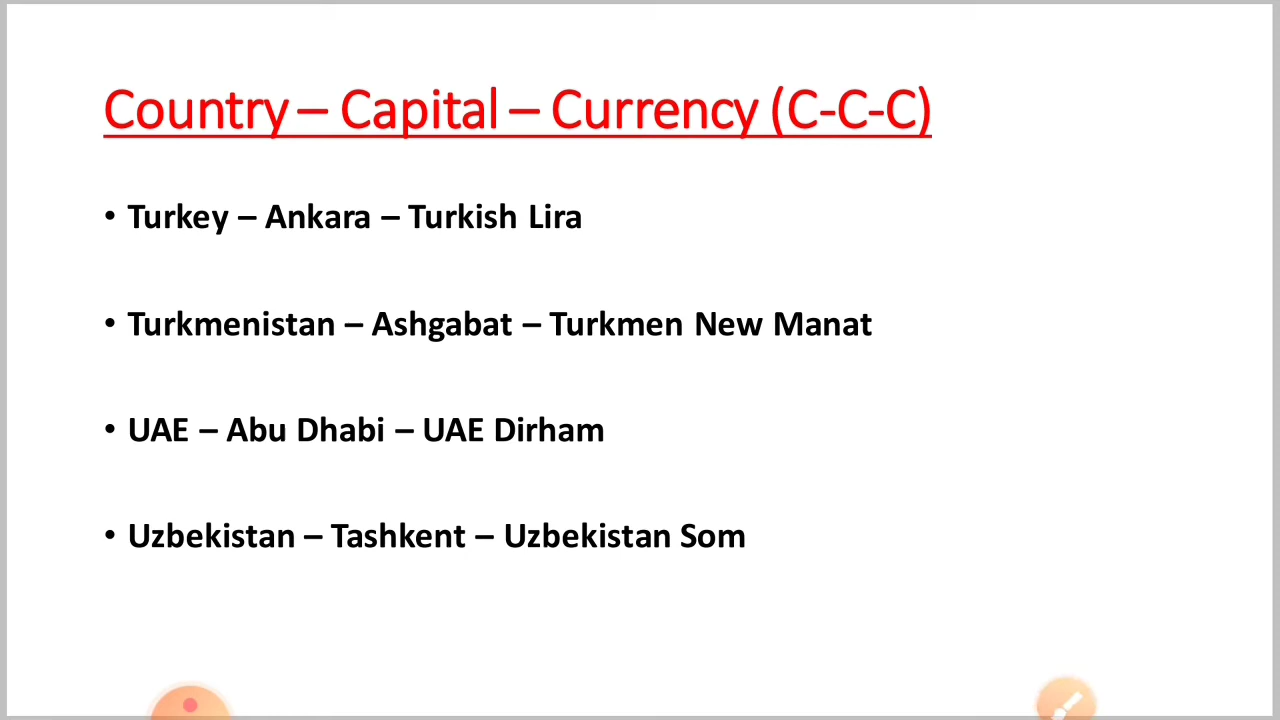 Country – Capital – Currency (C-C-C)
• Turkey – Ankara – Turkish Lira
• Turkmenistan – Ashgabat – Turkmen New Manat
• UAE – Abu Dhabi – UAE Dirham
• Uzbekistan – Tashkent – Uzbekistan Som